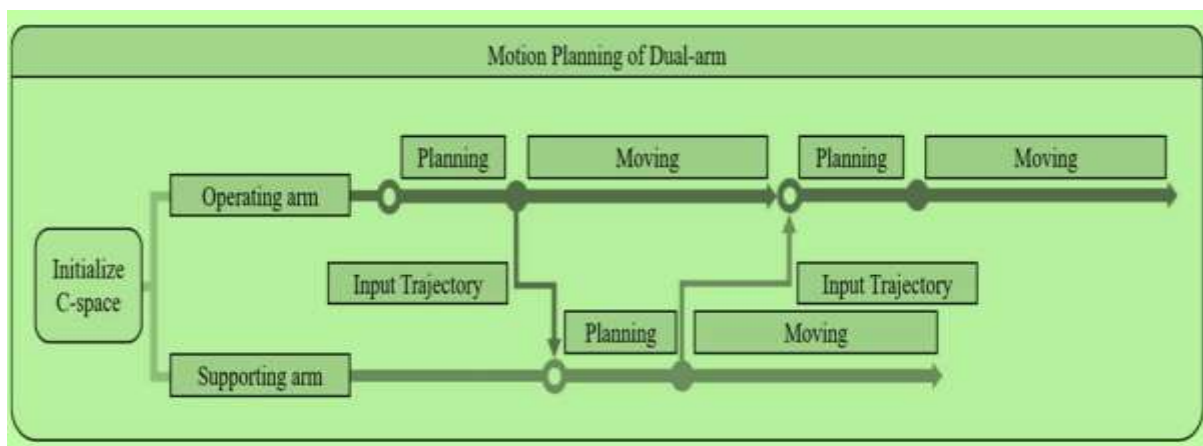 Motion Planning of Dual-arm
Planning
Moving
Planning
Moving
Operating arm
Initialize
C-space
Input Trajectory
Input Trajectory
Planning
Moving
Supporting arm